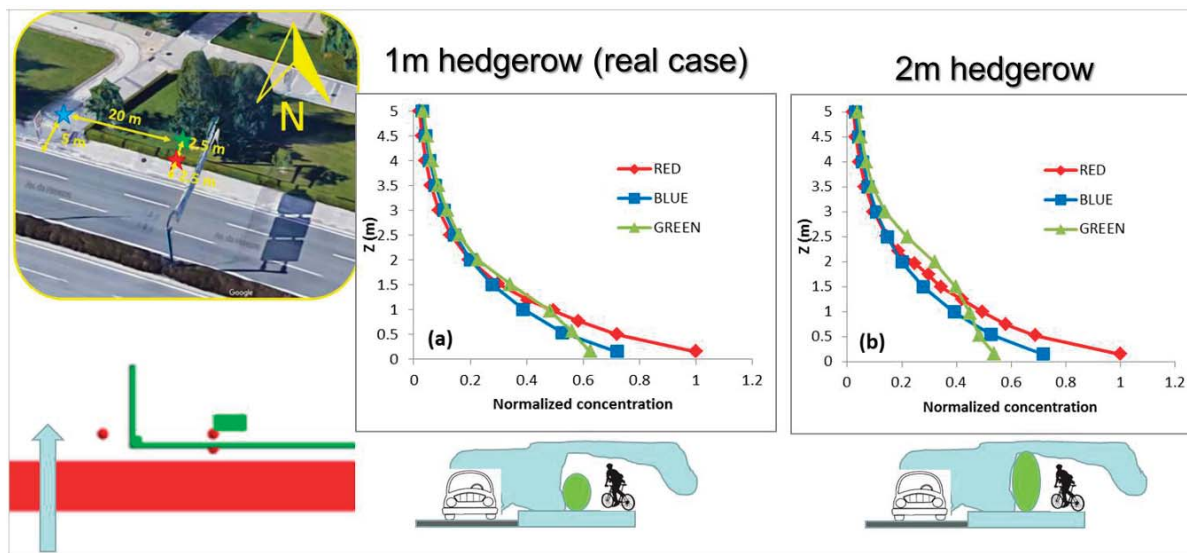 N
20 m
5 m
2.5 m
Google
1m hedgerow (real case)
5
4.5
4
3.5
3
2.5
2
1.5
1
0.5
0
Z (m)
RED
BLUE
GREEN
(a)
0 0.2 0.4 0.6 0.8 1 1.2
Normalized concentration
2m hedgerow
5
4.5
4
3.5
3
2.5
2
1.5
1
0.5
0
Z (m)
RED
BLUE
GREEN
(b)
0 0.2 0.4 0.6 0.8 1 1.2
Normalized concentration